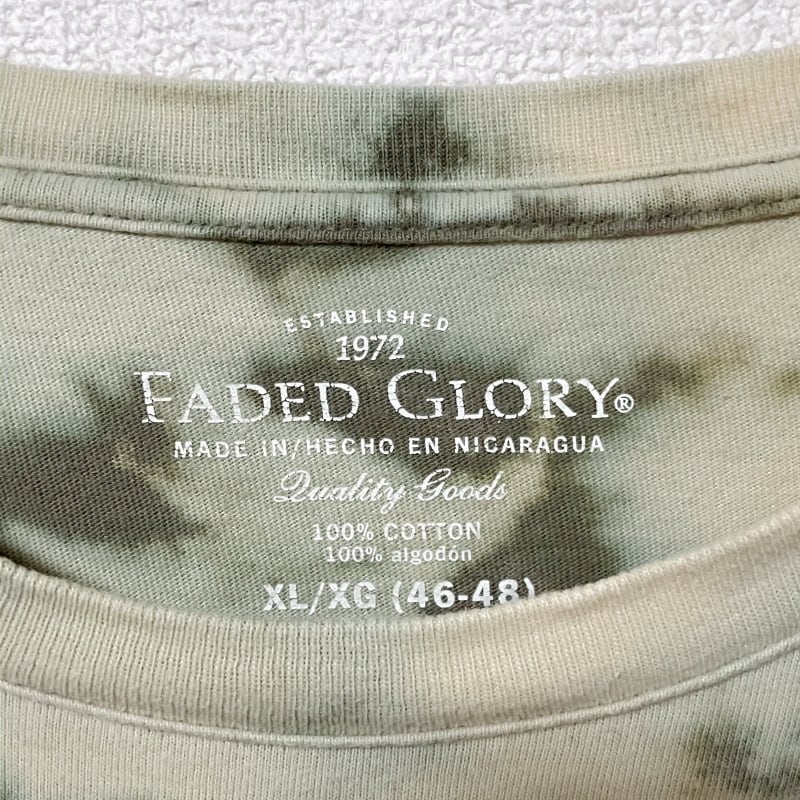 ESTABLISHED
1972
FADED GLORY®
MADE IN/HECHO EN NICARAGUA
Quality Goods
100% COTTON
100% algodón
XL/XG (46-48)